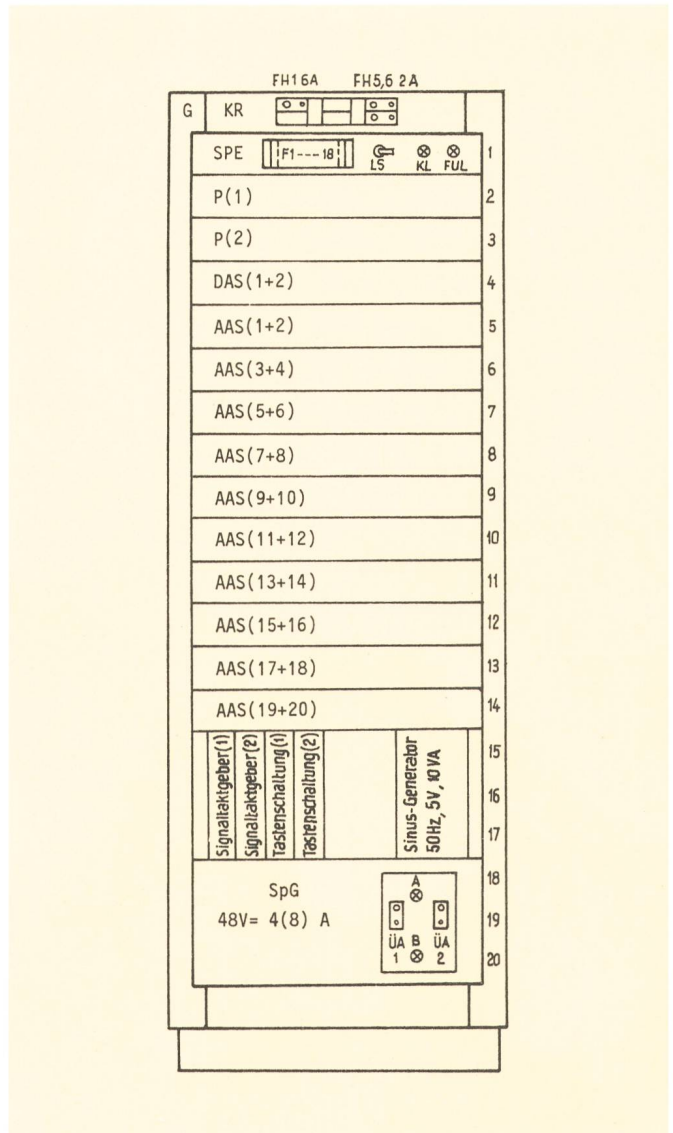 FH1 6A FH5,6 2A
G KR
SPE F1---18 LS KL FUL 1
P(1) 2
P(2) 3
DAS(1+2) 4
AAS(1+2) 5
AAS(3+4) 6
AAS(5+6) 7
AAS(7+8) 8
AAS(9+10) 9
AAS(11+12) 10
AAS(13+14) 11
AAS(15+16) 12
AAS(17+18) 13
AAS(19+20) 14
Signaltaktgeber(1)
Signaltaktgeber(2)
Tastenschaltung(1)
Tastenschaltung(2)
Sinus-Generator
50Hz, 5V, 10VA
15
16
17
18
SpG A
48V= 4(8) A 19
ÜA B ÜA
1 2 20